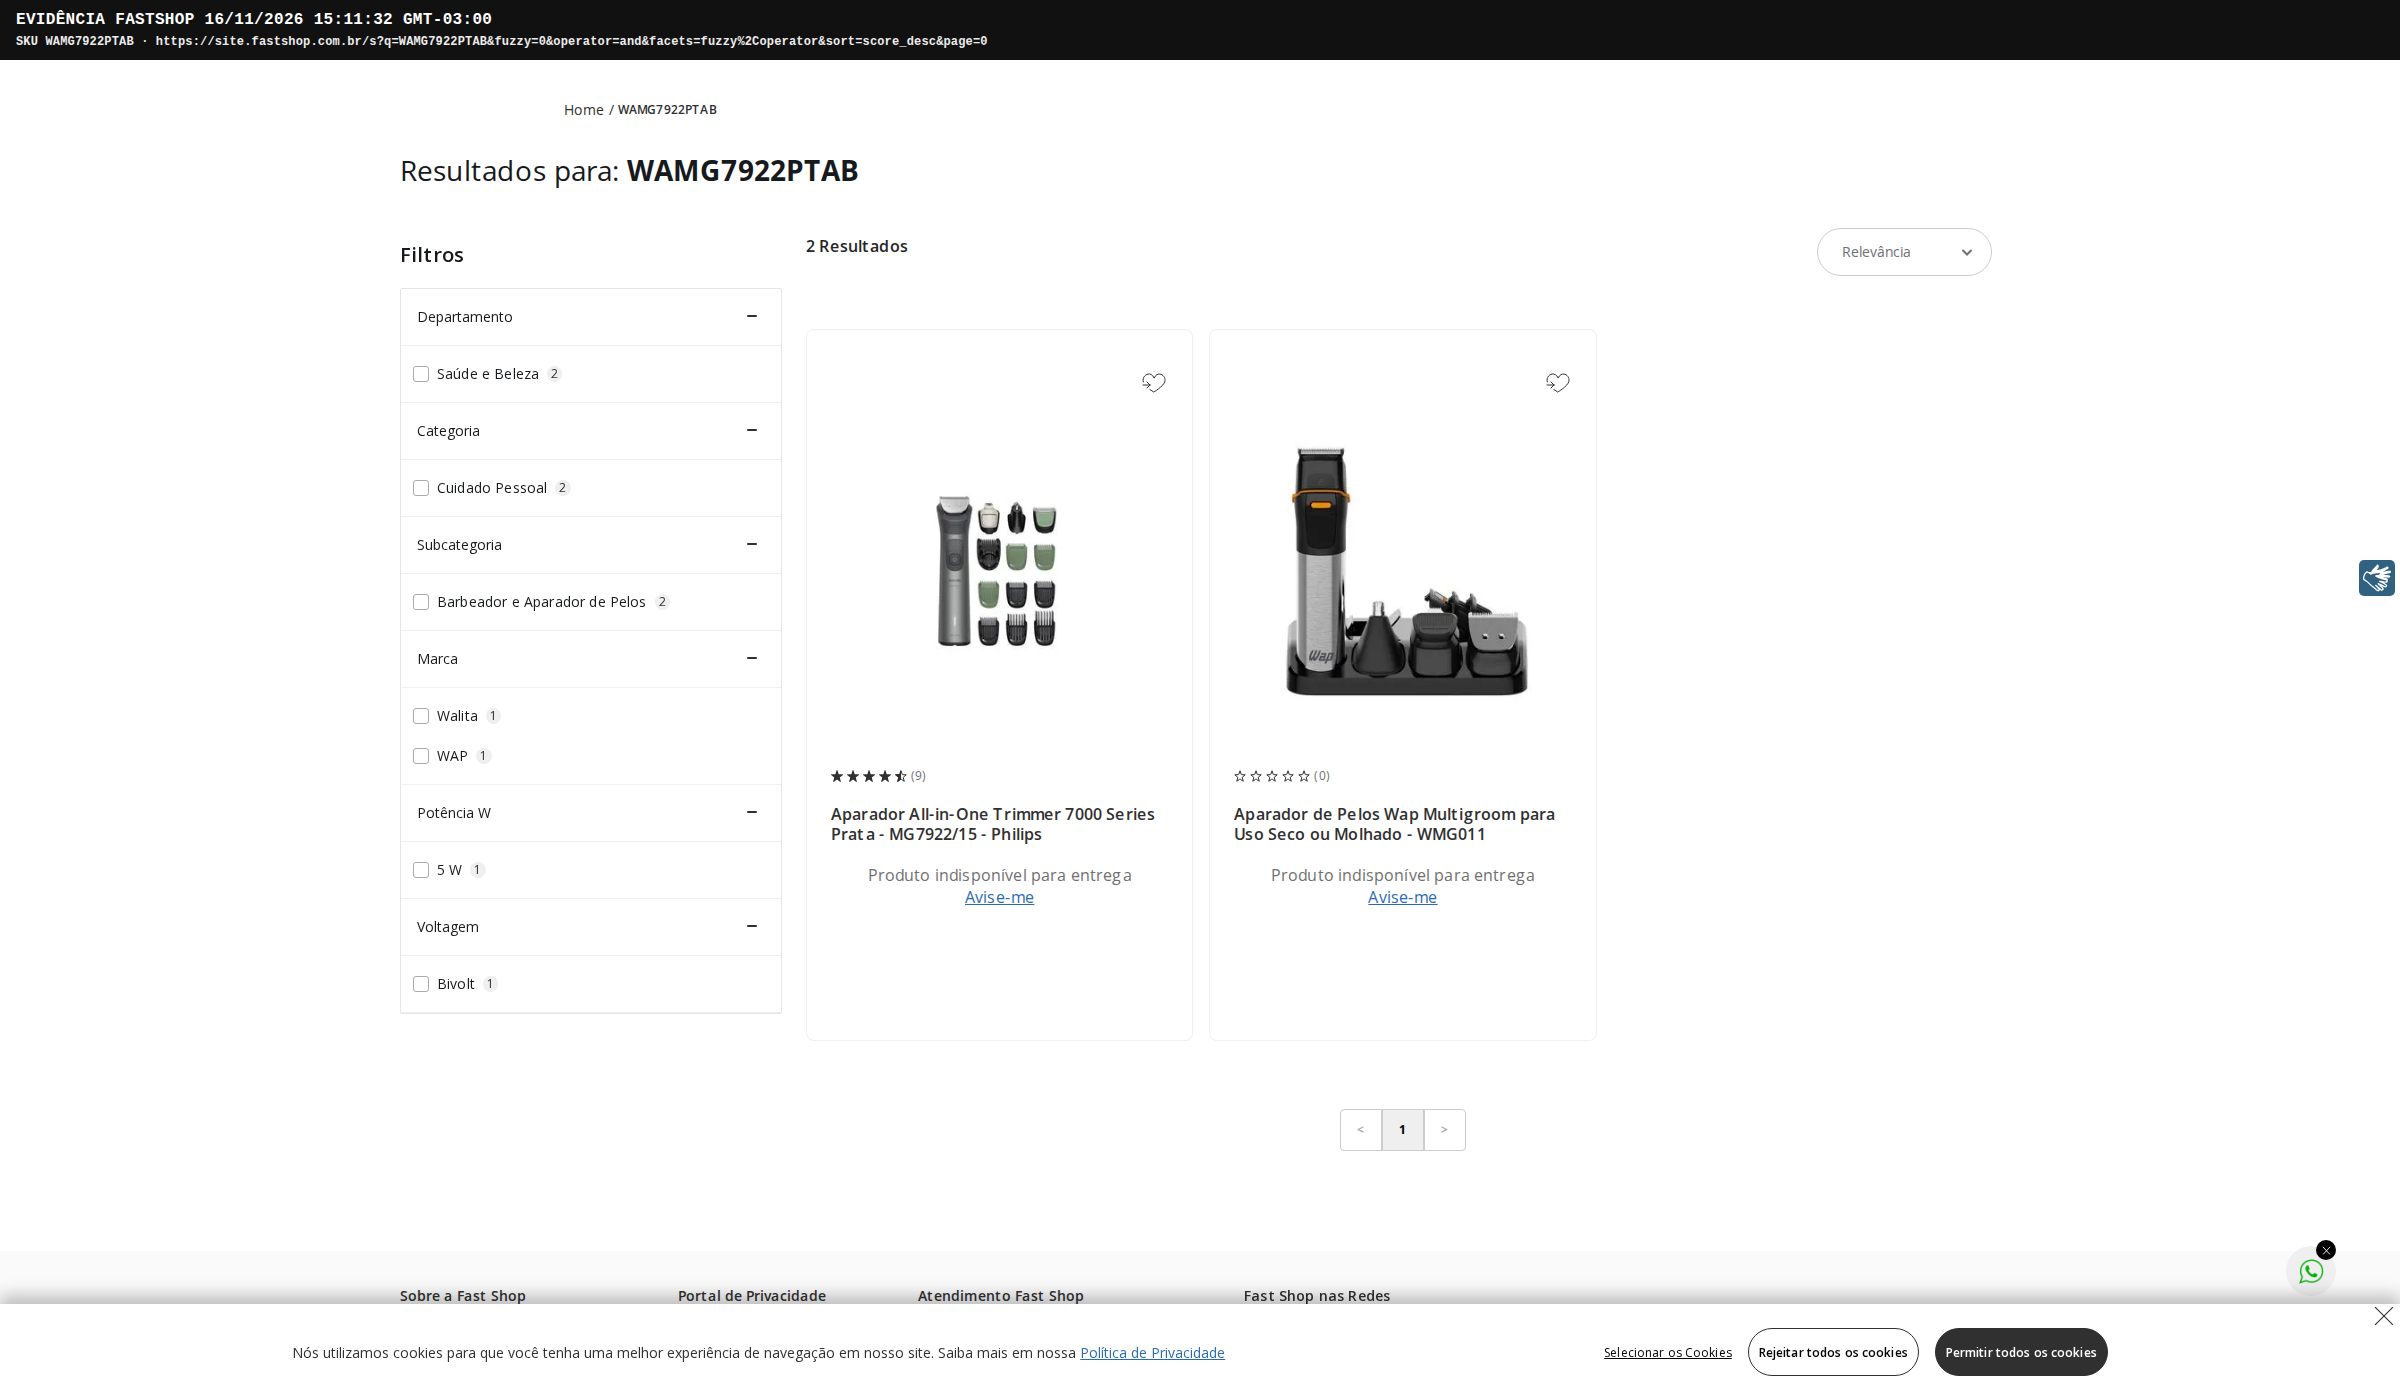 EVIDÊNCIA FASTSHOP 16/11/2026 15:11:32 GMT-03:00
SKU WAMG7922PTAB · https://site.fastshop.com.br/s?q=WAMG7922PTAB&fuzzy=0&operator=and&facets=fuzzy%2Coperator&sort=score_desc&page=0
Home / WAMG7922PTAB
Resultados para: WAMG7922PTAB
Filtros
2 Resultados
Relevância
Departamento
Saúde e Beleza 2
Categoria
Cuidado Pessoal 2
Subcategoria
Barbeador e Aparador de Pelos 2
Marca
Walita 1
WAP 1
Potência W
5 W 1
Voltagem
Bivolt 1
(9)
Aparador All-in-One Trimmer 7000 Series
Prata - MG7922/15 - Philips
Produto indisponível para entrega
Avise-me
Wap
(0)
Aparador de Pelos Wap Multigroom para
Uso Seco ou Molhado - WMG011
Produto indisponível para entrega
Avise-me
< 1 >
Sobre a Fast Shop
Portal de Privacidade
Atendimento Fast Shop
Fast Shop nas Redes
Nós utilizamos cookies para que você tenha uma melhor experiência de navegação em nosso site. Saiba mais em nossa Política de Privacidade
Selecionar os Cookies
Rejeitar todos os cookies
Permitir todos os cookies